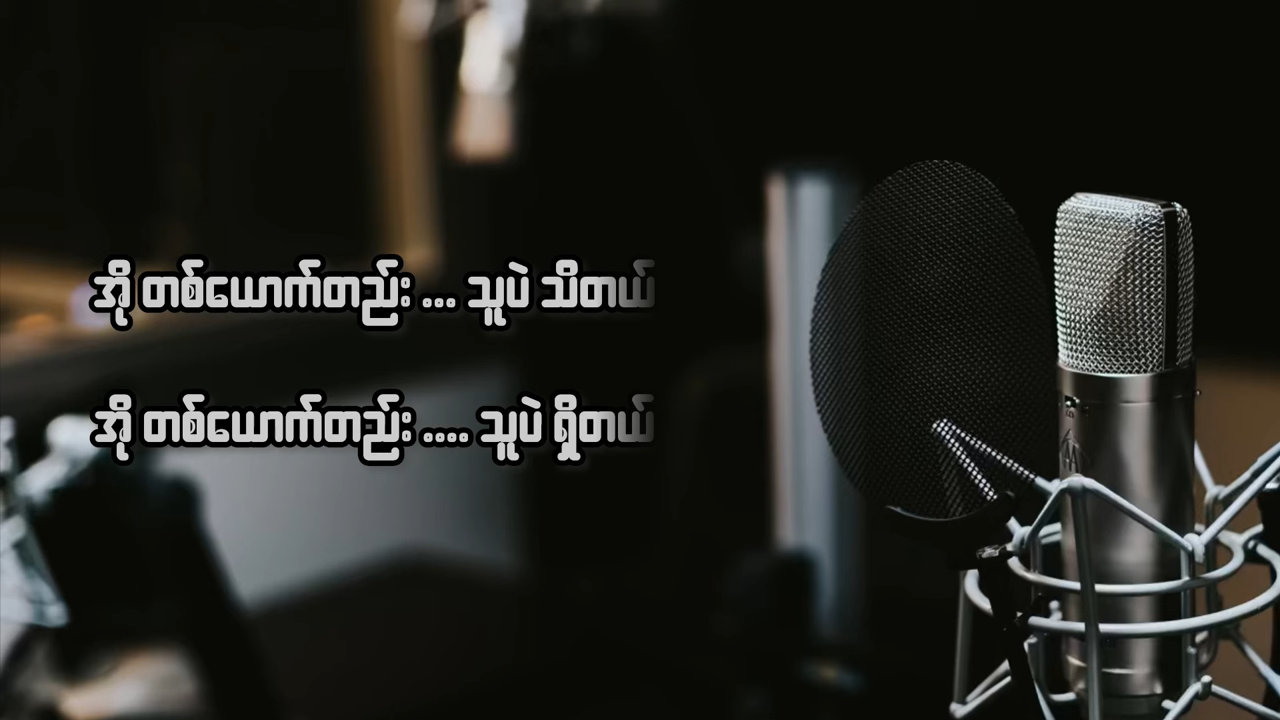 အို တစ်ယောက်တည်း ... သူပဲ သိတယ်
အို တစ်ယောက်တည်း .... သူပဲ ရှိတယ်